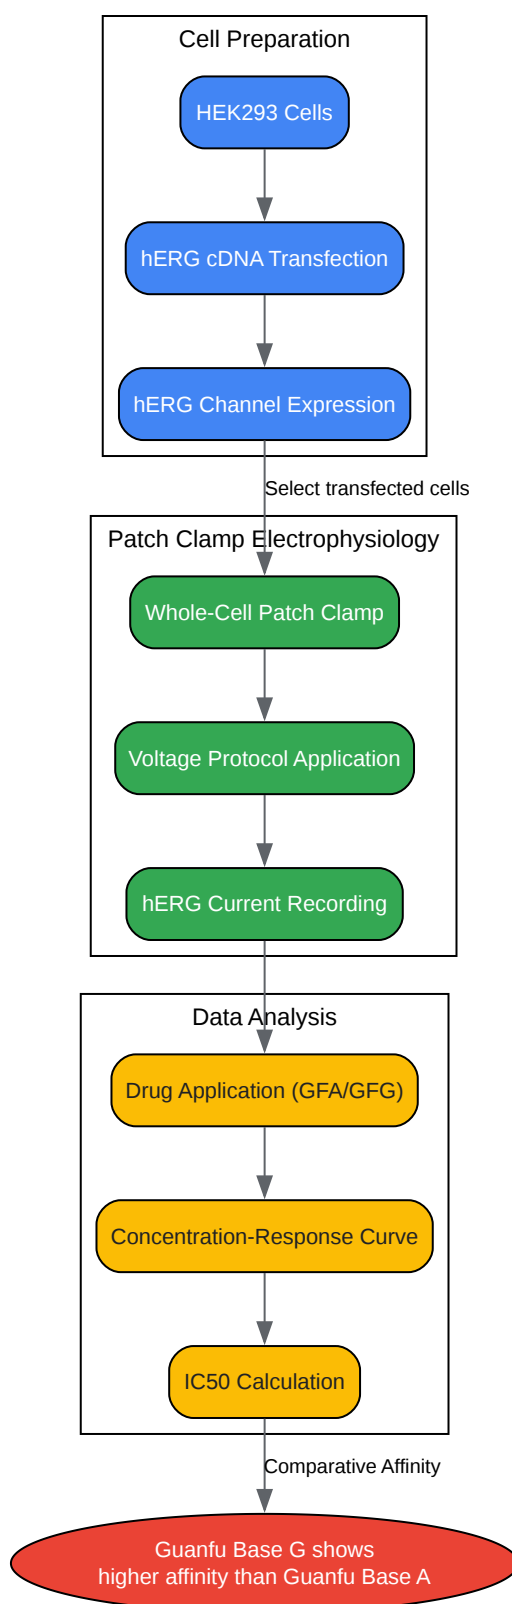 Cell Preparation
HEK293 Cells
hERG cDNA Transfection
hERG Channel Expression
Select transfected cells
Patch Clamp Electrophysiology
Whole-Cell Patch Clamp
Voltage Protocol Application
hERG Current Recording
Data Analysis
Drug Application (GFA/GFG)
Concentration-Response Curve
IC50 Calculation
Comparative Affinity
Guanfu Base G shows
higher affinity than Guanfu Base A